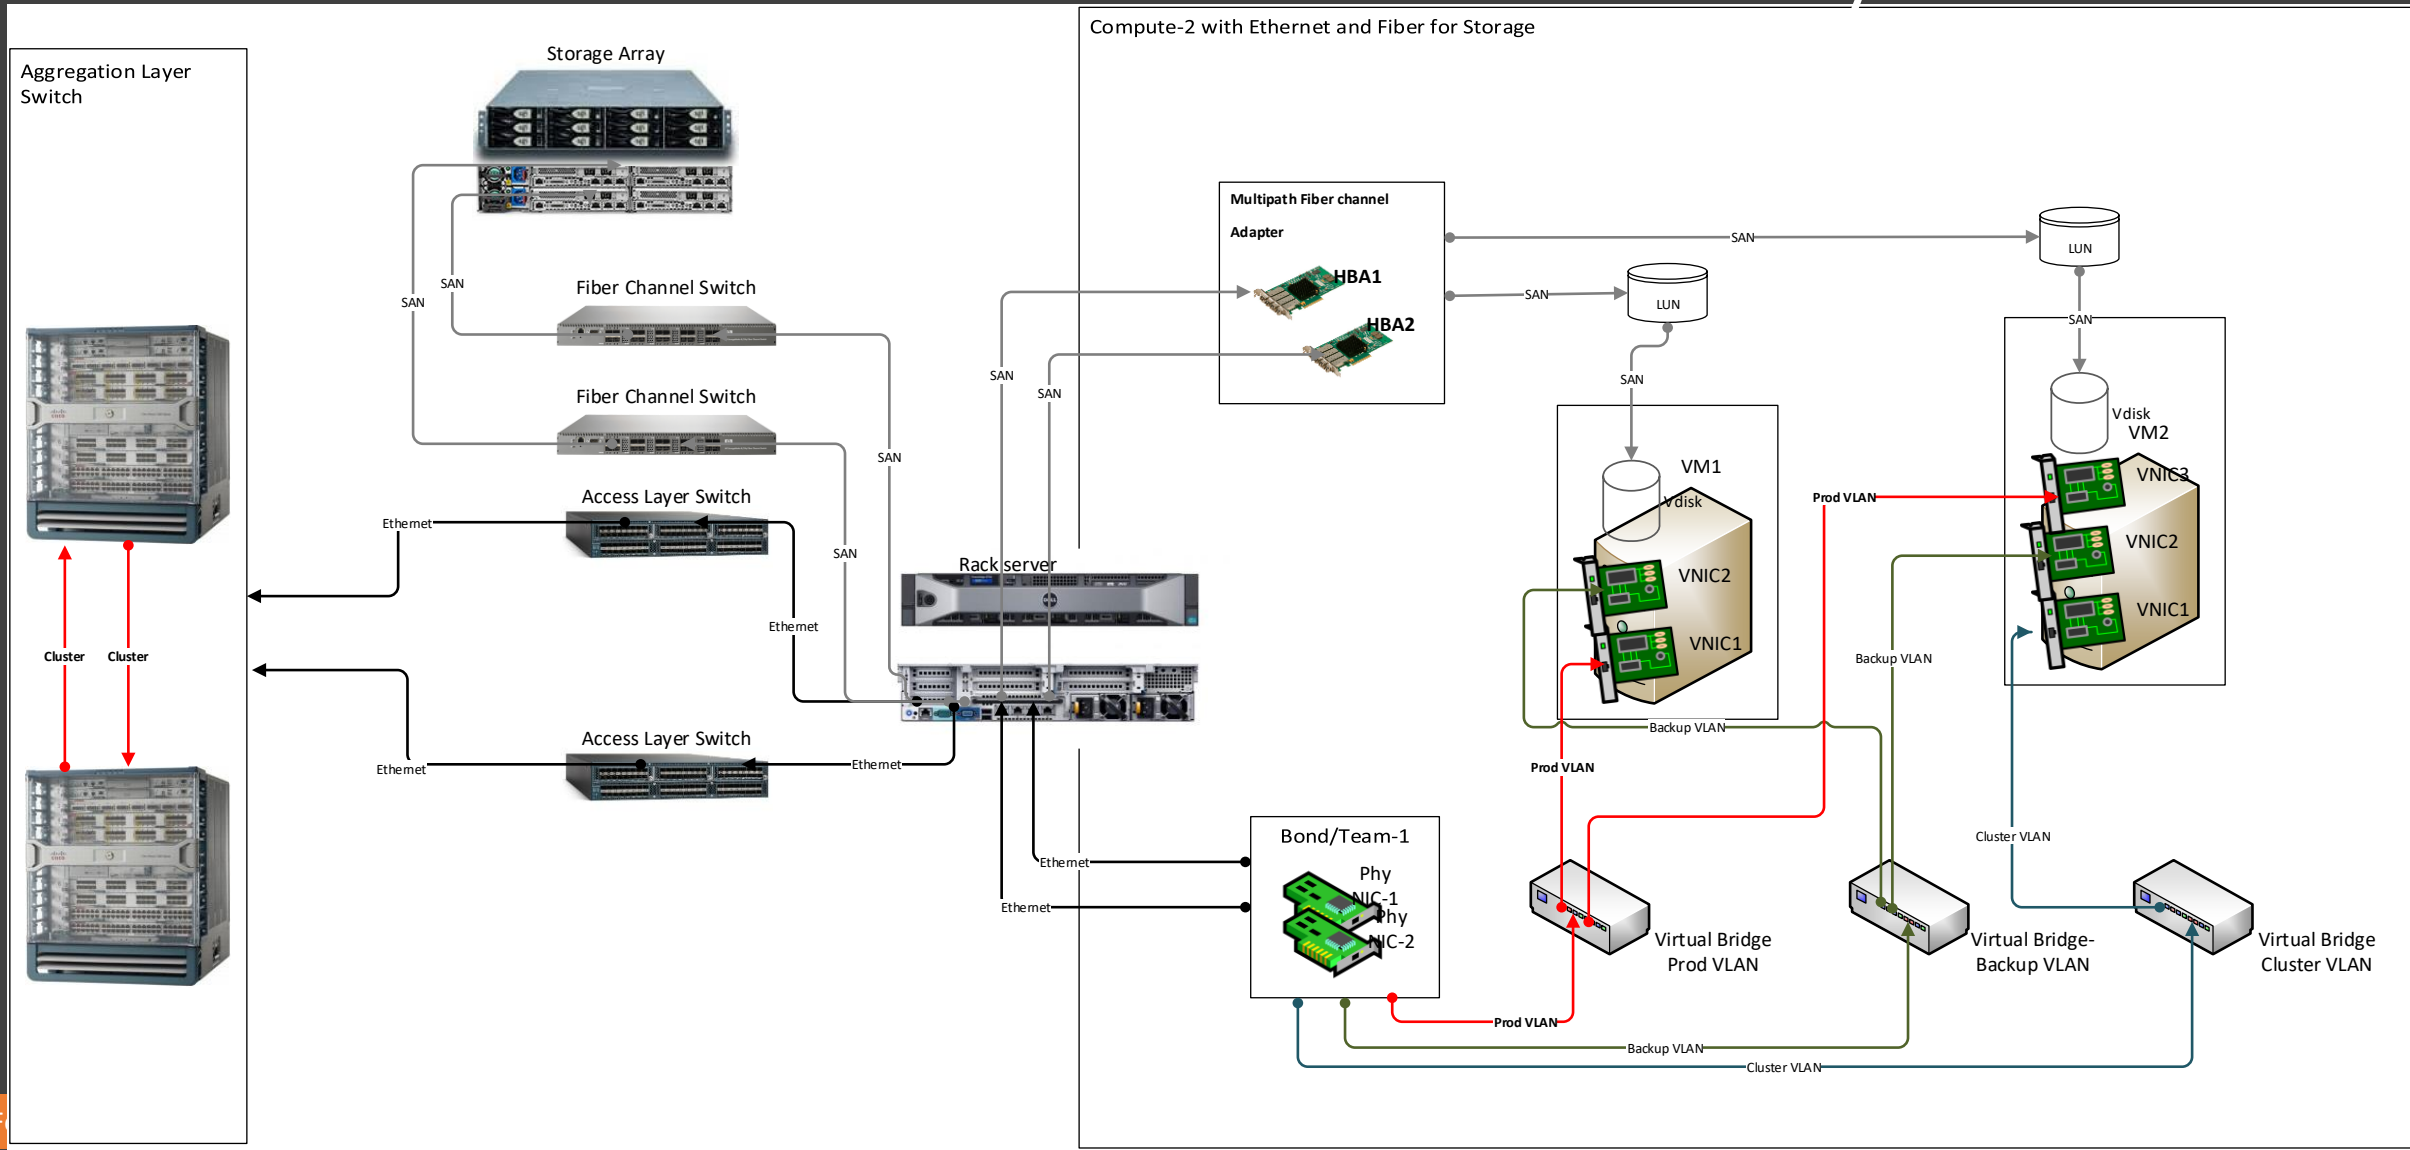 Compute-2 with Ethernet and Fiber for Storage
Aggregation Layer
Switch
Storage Array
Multipath Fiber channel
Adapter
HBA1
HBA2
SAN
SAN
LUN
LUN
SAN
SAN
SAN
SAN
Fiber Channel Switch
Fiber Channel Switch
SAN
SAN
SAN
SAN
Vdisk
VM2
VM1
Vdisk
VNIC3
VNIC2
VNIC1
VNIC2
VNIC1
Access Layer Switch
Ethernet
Rack server
Ethernet
Cluster
Cluster
Prod VLAN
Backup VLAN
Backup VLAN
Prod VLAN
Access Layer Switch
Ethernet
Ethernet
Cluster VLAN
Bond/Team-1
Phy
NIC-1
Phy
NIC-2
Ethernet
Ethernet
Virtual Bridge
Prod VLAN
Virtual Bridge-
Backup VLAN
Virtual Bridge
Cluster VLAN
Prod VLAN
Backup VLAN
Cluster VLAN